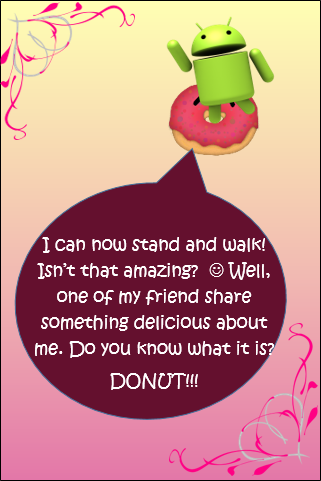 I can now stand and walk!
Isn't that amazing? ☺ Well,
one of my friend share
something delicious about
me. Do you know what it is?
DONUT!!!